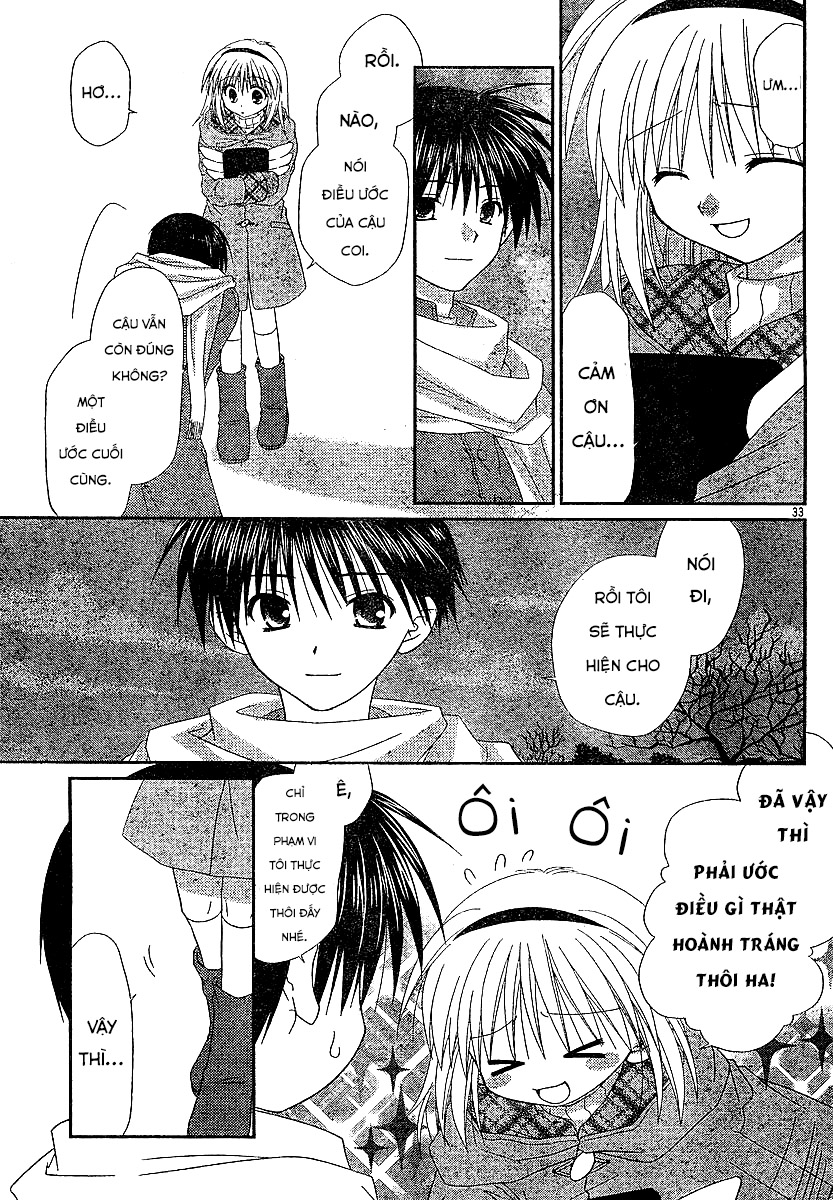 ƯM...
CẢM
ƠN
CẬU...
RỒI.
NÀO,
NÓI
ĐIỀU ƯỚC
CỦA CẬU
COI.
HƠ...
CẬU VẪN
CÒN ĐÚNG
KHÔNG?
MỘT
ĐIỀU
ƯỚC CUỐI
CÙNG.
33
NÓI
ĐI,
RỒI TÔI
SẼ THỰC
HIỆN CHO
CẬU.
ĐÃ VẬY
THÌ
PHẢI ƯỚC
ĐIỀU GÌ THẬT
HOÀNH TRÁNG
THÔI HA!
ÔI ÔI
Ê,
CHỈ
TRONG
PHẠM VI
TÔI THỰC
HIỆN ĐƯỢC
THÔI ĐẤY
NHÉ.
VẬY
THÌ...